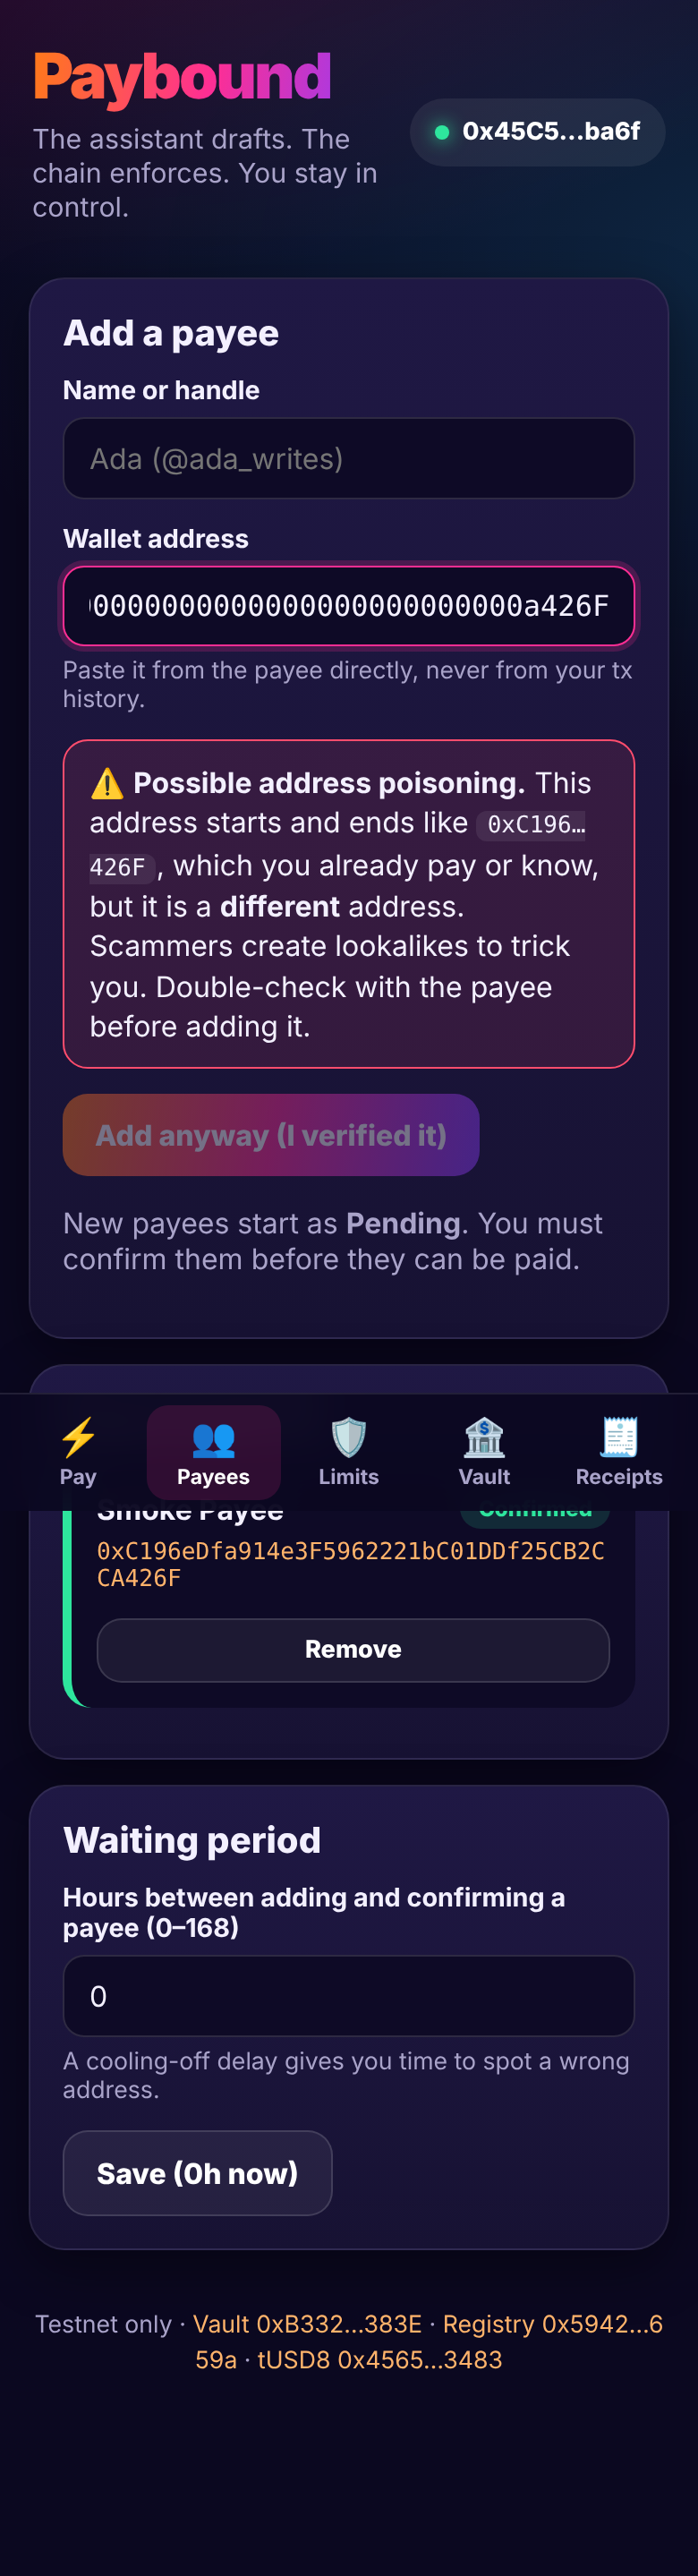 Paybound
The assistant drafts. The
chain enforces. You stay in
control.
0x45C5…ba6f
Add a payee
Name or handle
Ada (@ada_writes)
Wallet address
Paste it from the payee directly, never from your tx
history.
⚠️ Possible address poisoning. This
address starts and ends like 0xC196…
426F, which you already pay or know,
but it is a different address.
Scammers create lookalikes to trick
you. Double-check with the payee
before adding it.
Add anyway (I verified it)
New payees start as Pending. You must
confirm them before they can be paid.
Pay
Payees
Limits
Vault
Receipts
Smoke Payee
Confirmed
0xC196eDfa914e3F5962221bC01DDf25CB2C
CA426F
Remove
Waiting period
Hours between adding and confirming a
payee (0–168)
0
A cooling-off delay gives you time to spot a wrong
address.
Save (0h now)
Testnet only · Vault 0xB332…383E · Registry 0x5942…6
59a · tUSD8 0x4565…3483